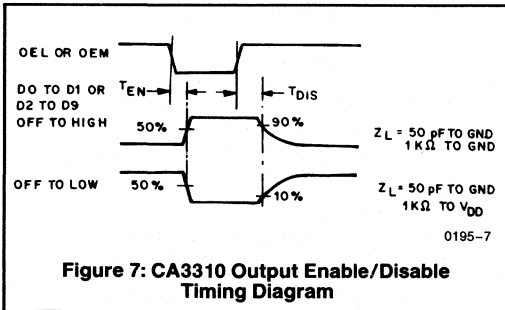 OEL OR OEM
DO TO D1 OR
D2 TO D9
OFF TO HIGH
TEN
TDIS
50%
90%
ZL = 50 pF TO GND
1 KΩ TO GND
OFF TO LOW
50%
10%
ZL = 50 pF TO GND
1KΩ TO VDD
0195-7
Figure 7: CA3310 Output Enable/Disable
Timing Diagram